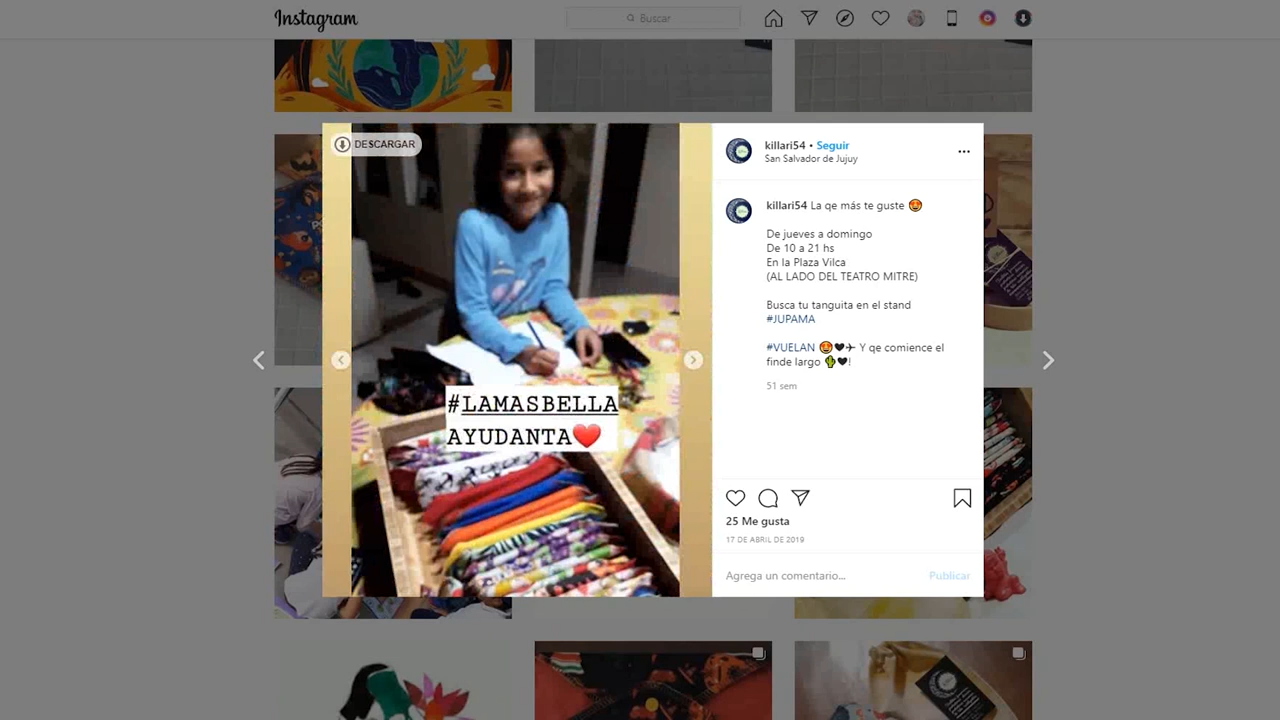 Instagram
Buscar
DESCARGAR
#LAMASBELLA
AYUDANTA❤️
killari54 • Seguir
San Salvador de Jujuy
killari54 La qe más te guste 😍
De jueves a domingo
De 10 a 21 hs
En la Plaza Vilca
(AL LADO DEL TEATRO MITRE)
Busca tu tanguita en el stand
#JUPAMA
#VUELAN 😍🖤✈ Y qe comience el
finde largo 🌵🖤!
51 sem
25 Me gusta
17 DE ABRIL DE 2019
Agrega un comentario...
Publicar